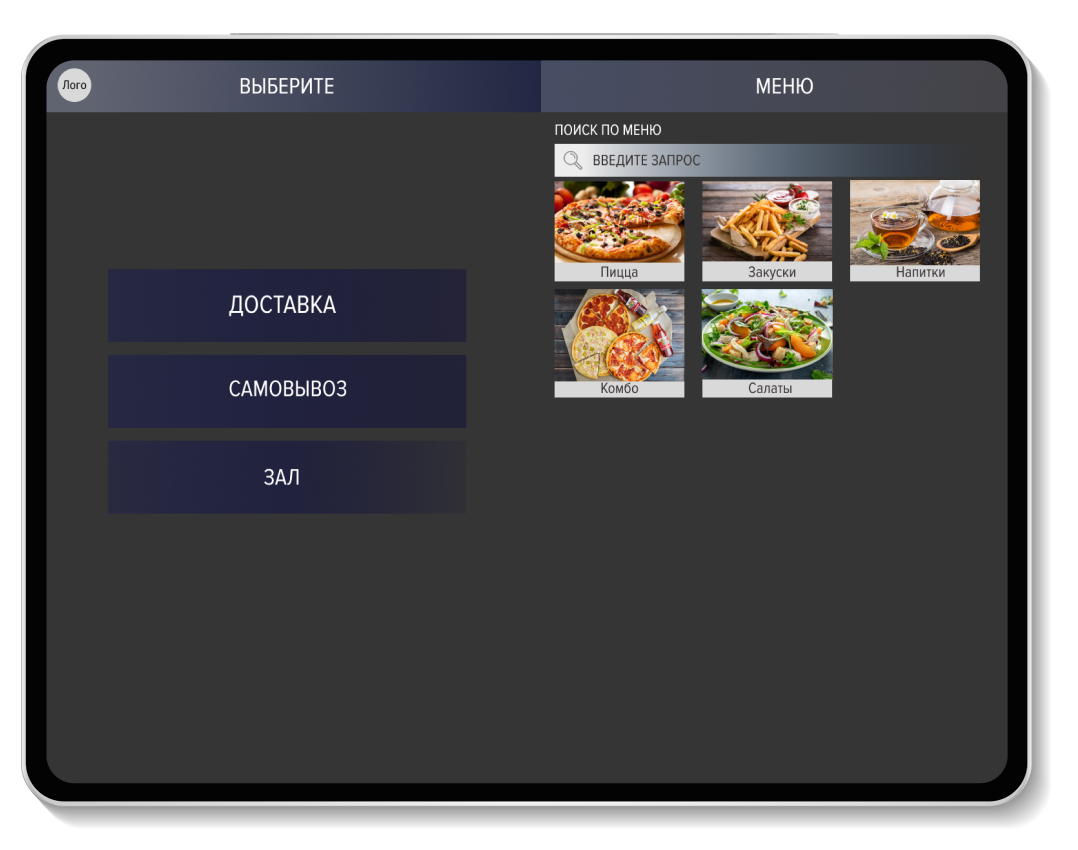 Лого
ВЫБЕРИТЕ
МЕНЮ
ПОИСК ПО МЕНЮ
ВВЕДИТЕ ЗАПРОС
Пицца
Закуски
Напитки
Комбо
Салаты
ДОСТАВКА
САМОВЫВОЗ
ЗАЛ